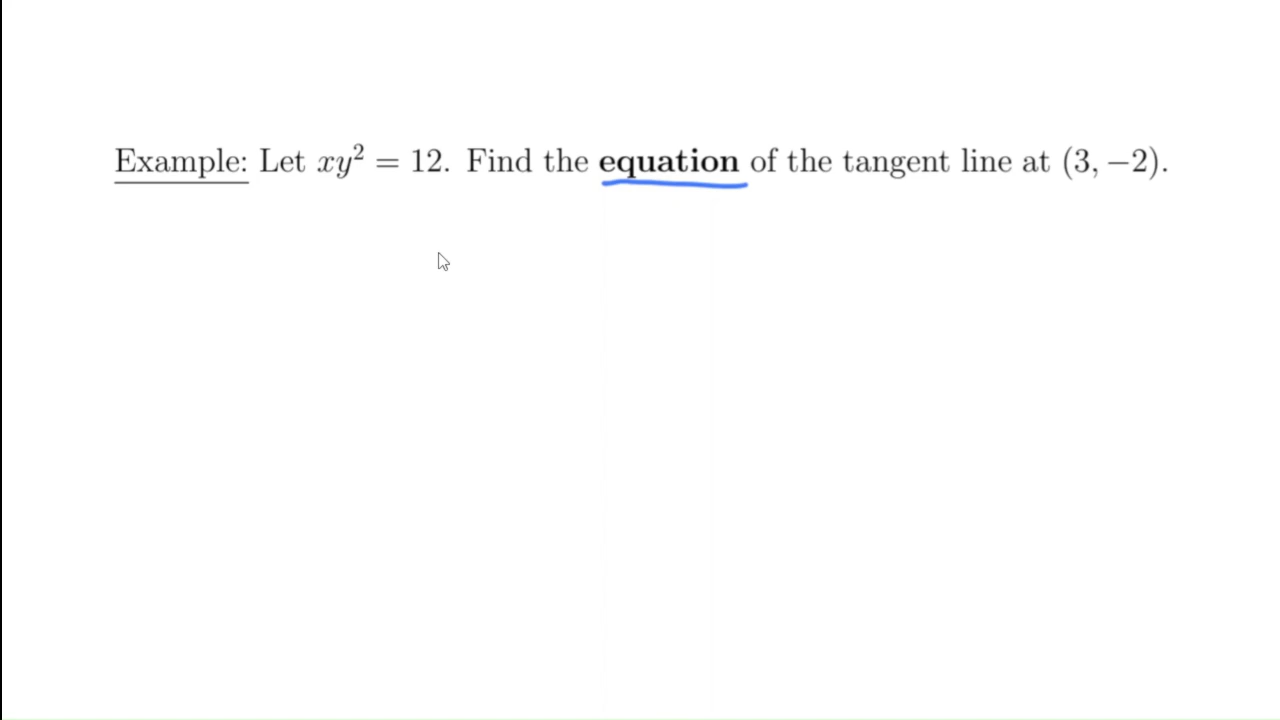 Example: Let xy² = 12. Find the equation of the tangent line at (3, −2).